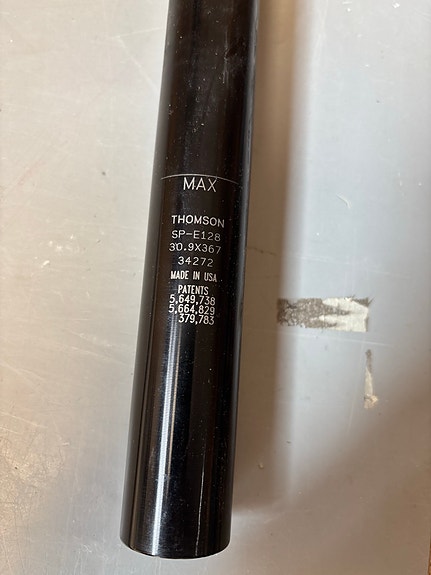 MAX
THOMSON
SP-E128
30.9X367
34272
MADE IN USA
PATENTS
5,649,738
5,664,829
379,783